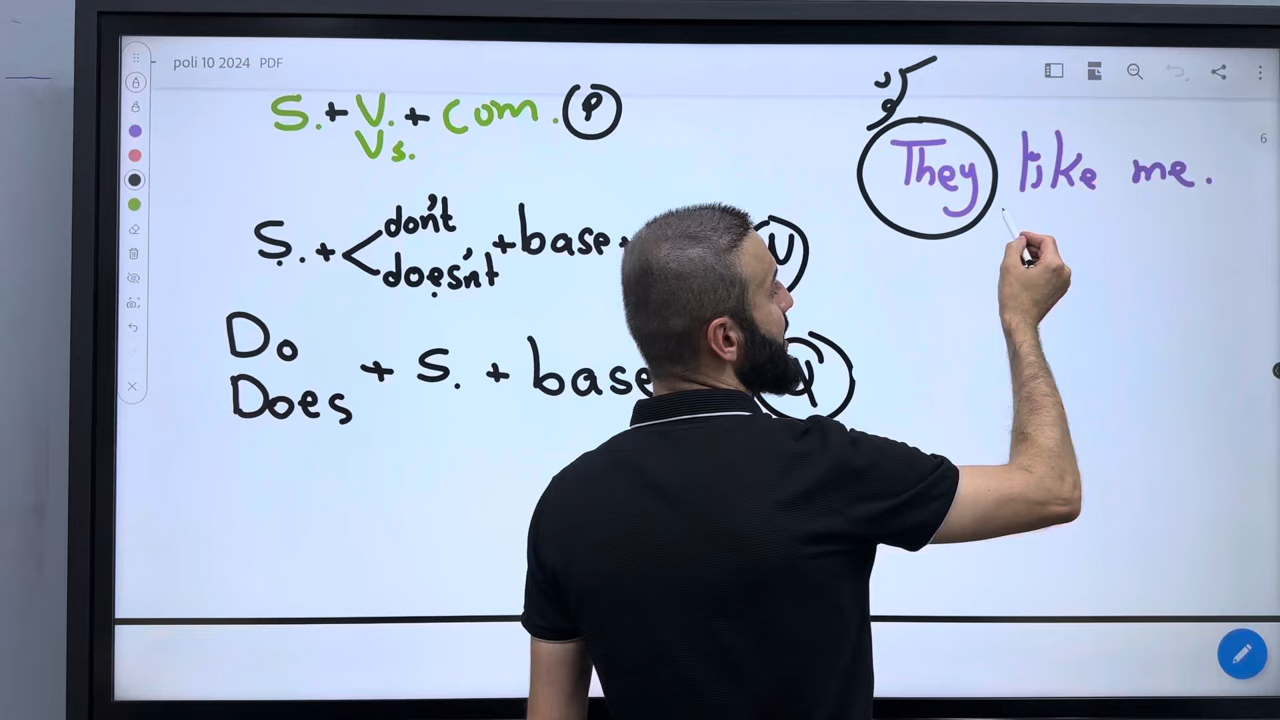 poli 10 2024 PDF
S. + V. + com. P
Vs.
They like me.
6
don't
S. + + base
doesn't
Do
+ S. + base
Does